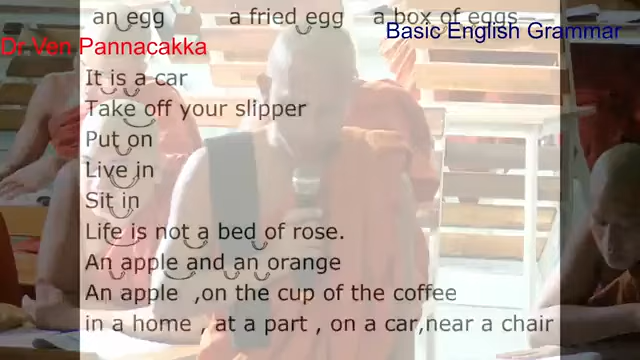 an egg a fried egg a box of eggs
Basic English Grammar
Dr Ven Pannacakka
It is a car
Take off your slipper
Put on
Live in
Sit in
Life is not a bed of rose.
An apple and an orange
An apple ,on the cup of the coffee
in a home , at a part , on a car,near a chair